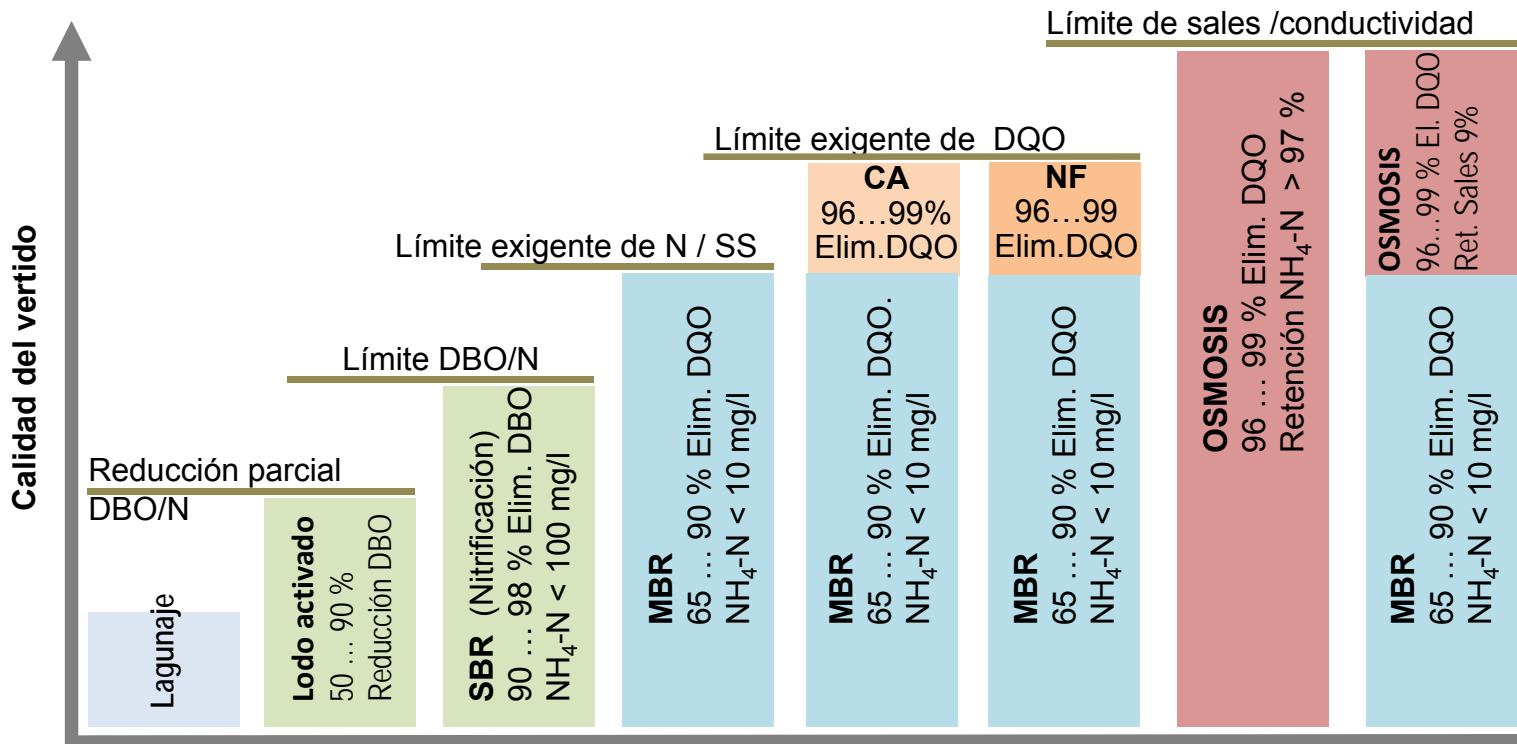 Calidad del vertido
Límite de sales /conductividad
Límite exigente de DQO
Límite exigente de N / SS
Límite DBO/N
Reducción parcial
DBO/N
Lagunaje
Lodo activado
50 … 90 %
Reducción DBO
SBR (Nitrificación)
90 … 98 % Elim. DBO
NH₄-N < 100 mg/l
MBR
65 … 90 % Elim. DQO
NH₄-N < 10 mg/l
CA
96…99%
Elim.DQO
MBR
65 … 90 % Elim. DQO.
NH₄-N < 10 mg/l
NF
96…99
Elim.DQO
MBR
65 … 90 % Elim. DQO
NH₄-N < 10 mg/l
OSMOSIS
96 … 99 % Elim. DQO
Retención NH₄-N > 97 %
OSMOSIS
96…99 % El. DQO
Ret. Sales 9%
MBR
65 … 90 % Elim. DQO
NH₄-N < 10 mg/l